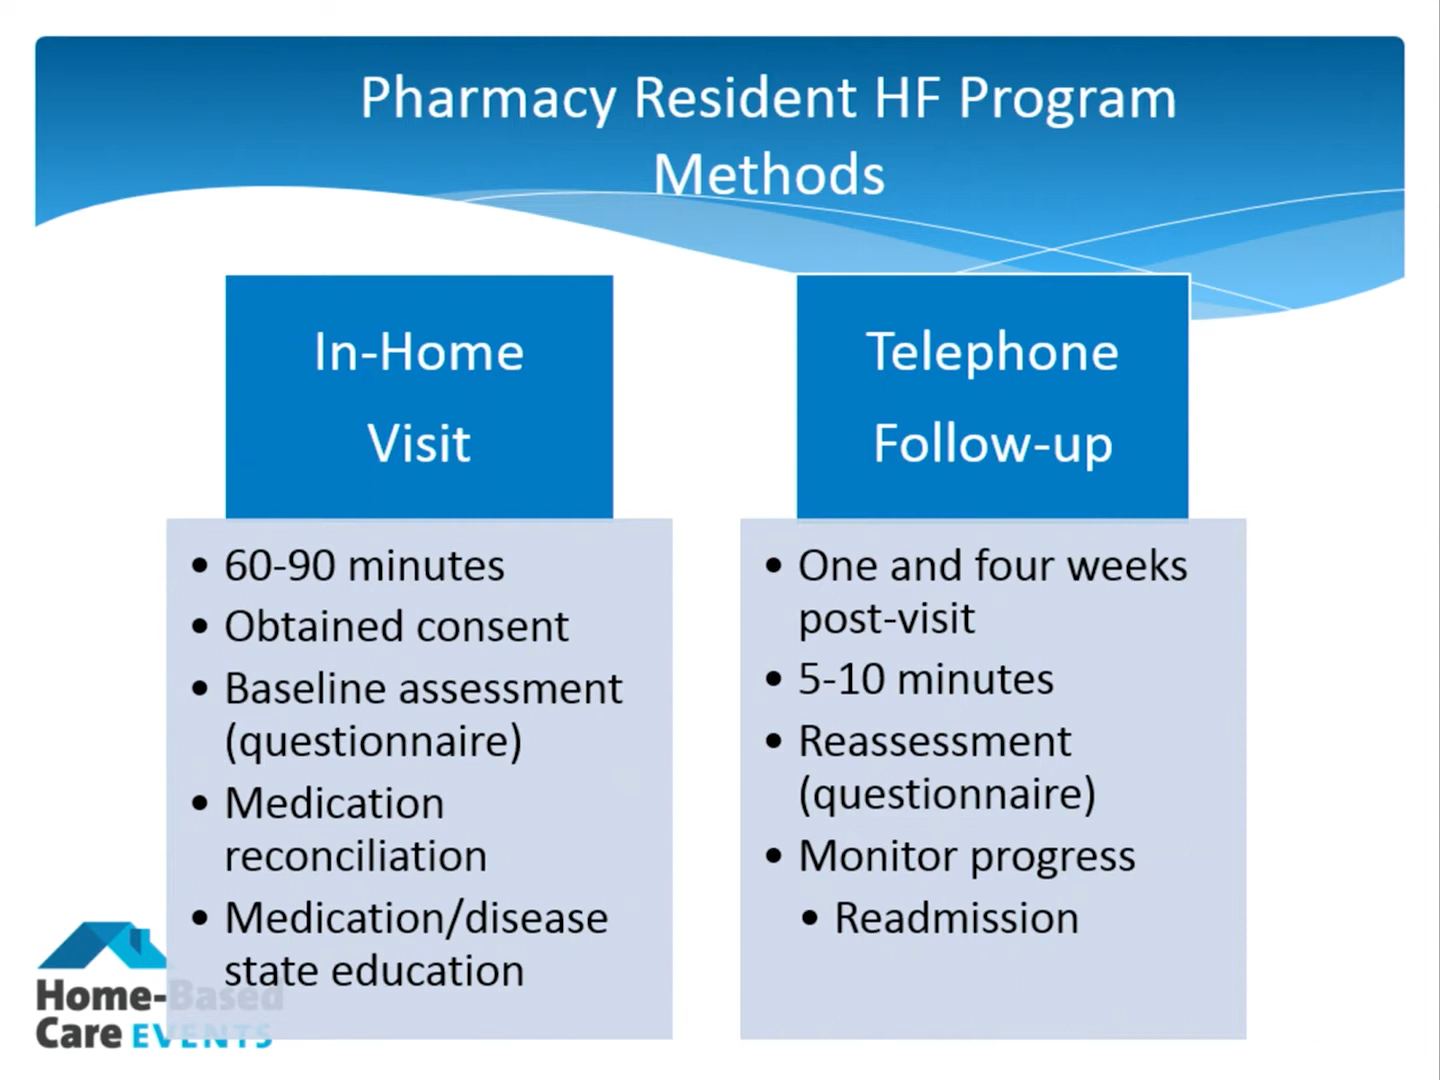 Pharmacy Resident HF Program
Methods
In-Home
Visit
• 60-90 minutes
• Obtained consent
• Baseline assessment
(questionnaire)
• Medication
reconciliation
• Medication/disease
state education
Telephone
Follow-up
• One and four weeks
post-visit
• 5-10 minutes
• Reassessment
(questionnaire)
• Monitor progress
• Readmission
Home-Based
Care EVENTS